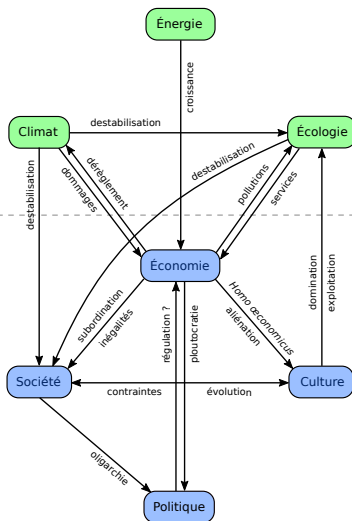 Énergie
croissance
Climat
destabilisation
Écologie
destabilisation
destabilisation
dommages
dérèglement
pollutions
services
Économie
domination
exploitation
subordination
inégalités
régulation ?
ploutocratie
Homo œconomicus
aliénation
Société
contraintes
évolution
Culture
oligarchie
Politique